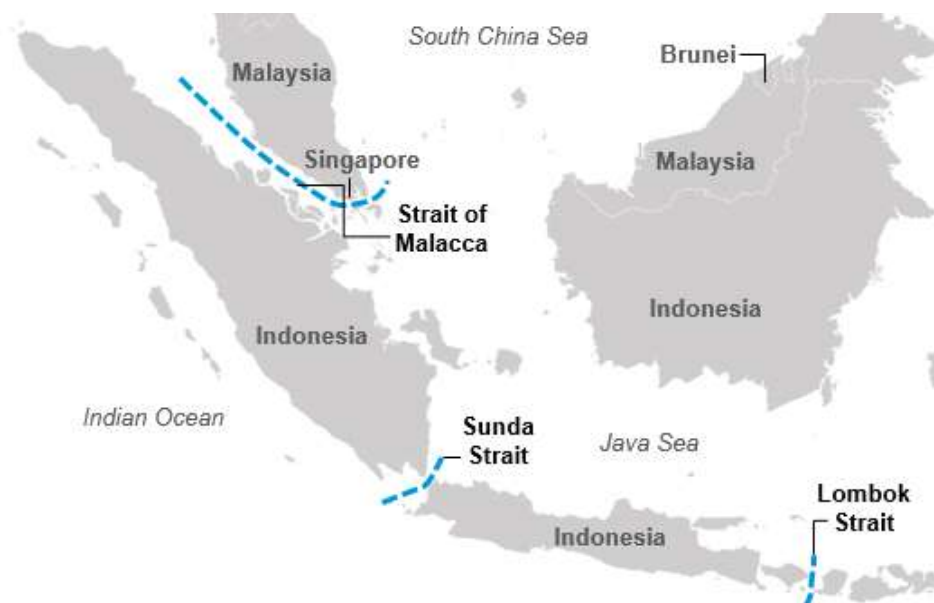 South China Sea
Brunei
Malaysia
Singapore
Malaysia
Strait of
Malacca
Indonesia
Indonesia
Indian Ocean
Sunda
Strait
Java Sea
Lombok
Strait
Indonesia